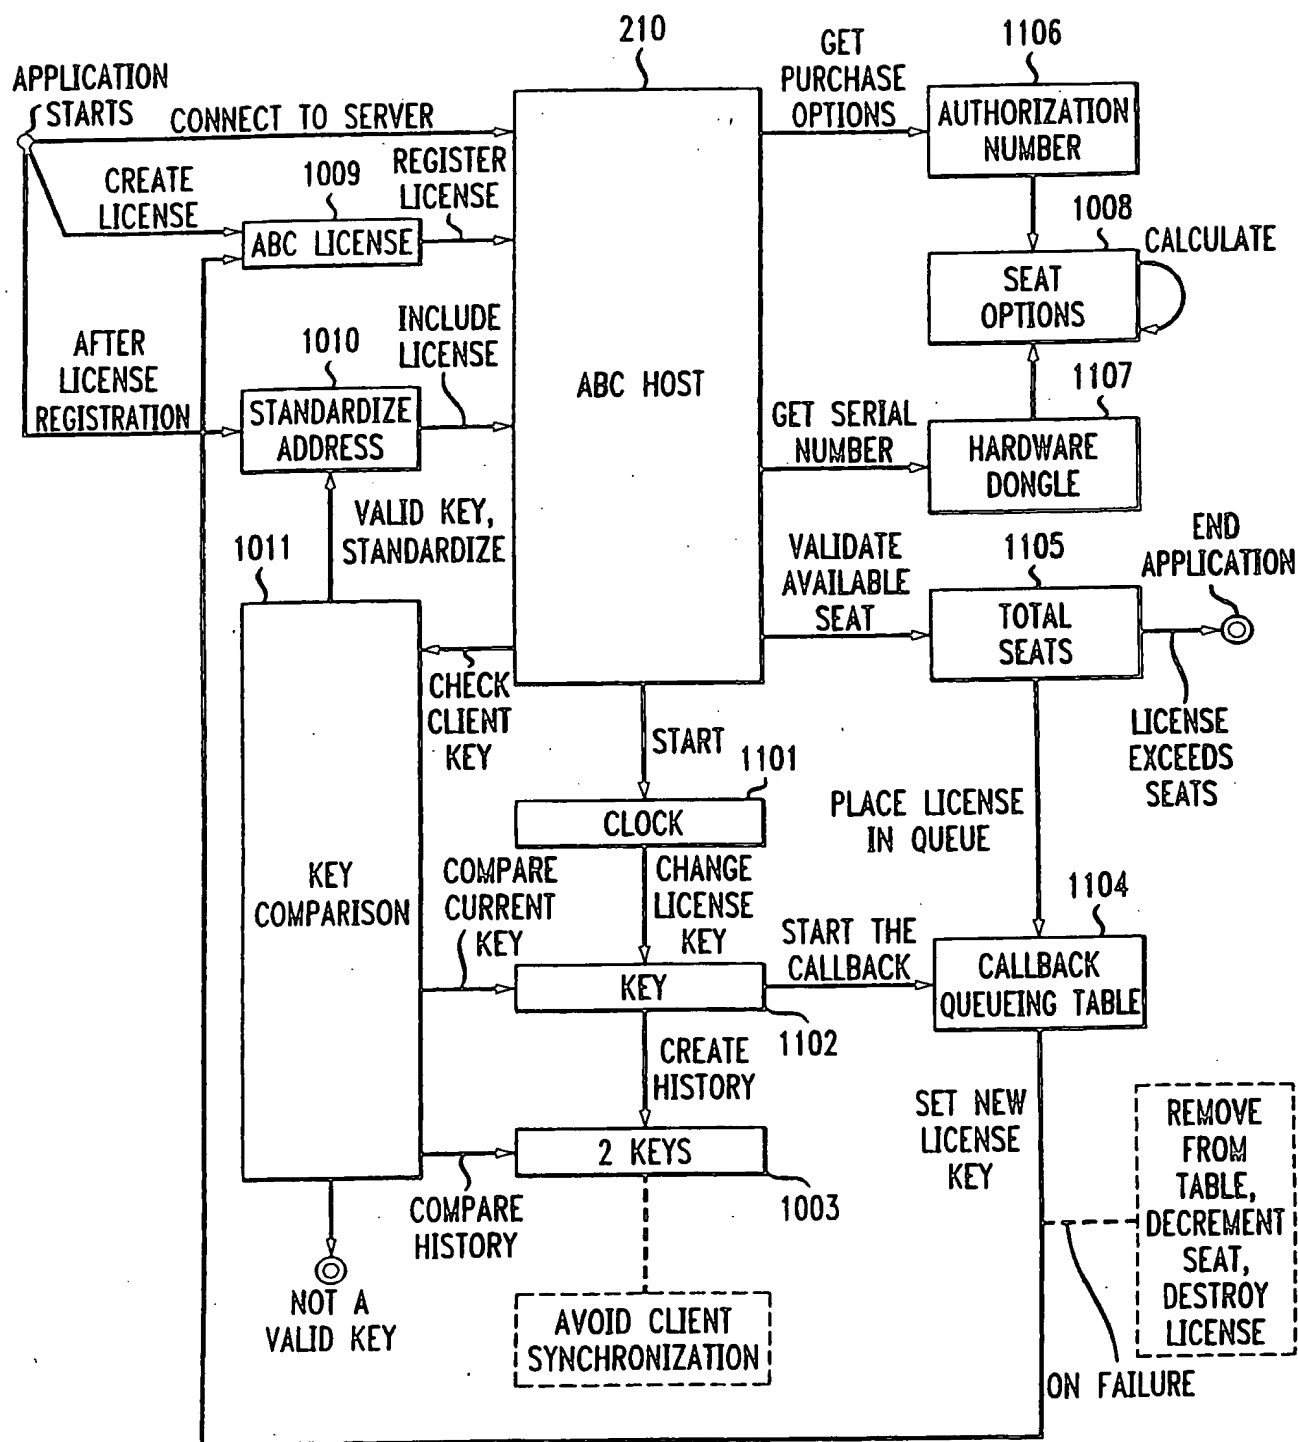 210
GET
PURCHASE
OPTIONS
1106
APPLICATION
STARTS
CONNECT TO SERVER
AUTHORIZATION
NUMBER
CREATE
LICENSE
1009
REGISTER
LICENSE
ABC LICENSE
1008
CALCULATE
SEAT
OPTIONS
AFTER
LICENSE
REGISTRATION
1010
INCLUDE
LICENSE
STANDARDIZE
ADDRESS
ABC HOST
1107
GET SERIAL
NUMBER
HARDWARE
DONGLE
VALID KEY,
STANDARDIZE
1011
VALIDATE
AVAILABLE
SEAT
1105
END
APPLICATION
TOTAL
SEATS
CHECK
CLIENT
KEY
START
1101
LICENSE
EXCEEDS
SEATS
CLOCK
PLACE LICENSE
IN QUEUE
KEY
COMPARISON
COMPARE
CURRENT
KEY
CHANGE
LICENSE
KEY
START THE
CALLBACK
1104
CALLBACK
QUEUEING TABLE
KEY
1102
CREATE
HISTORY
SET NEW
LICENSE
KEY
REMOVE
FROM
TABLE,
DECREMENT
SEAT,
DESTROY
LICENSE
2 KEYS
1003
COMPARE
HISTORY
NOT A
VALID KEY
AVOID CLIENT
SYNCHRONIZATION
ON FAILURE